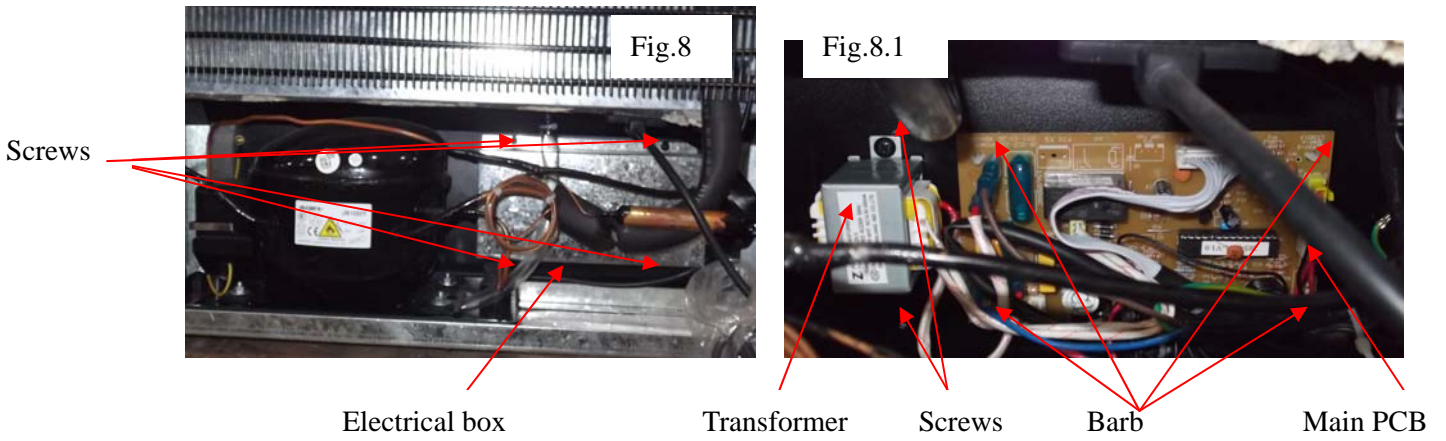 Fig.8
Fig.8.1
Screws
Electrical box
Transformer
Screws
Barb
Main PCB